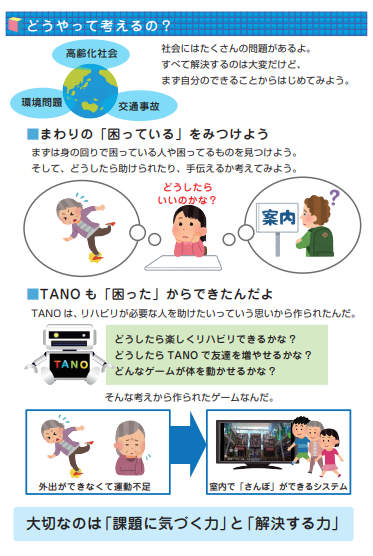 どうやって考えるの？
高齢化社会
環境問題
交通事故
社会にはたくさんの問題があるよ。
すべて解決するのは大変だけど、
まず自分のできることからはじめてみよう。
■まわりの「困っている」をみつけよう
まずは身の回りで困っている人や困ってるものを見つけよう。
そして、どうしたら助けられたり、手伝えるか考えてみよう。
どうしたら
いいのかな？
案内
?
■TANOも「困った」からできたんだよ
TANOは、リハビリが必要な人を助けたいっていう思いから作られたんだ。
TANO
どうしたら楽しくリハビリできるかな？
どうしたらTANOで友達を増やせるかな？
どんなゲームが体を動かせるかな？
そんな考えから作られたゲームなんだ。
外出ができなくて運動不足
室内で「さんぽ」ができるシステム
大切なのは「課題に気づく力」と「解決する力」